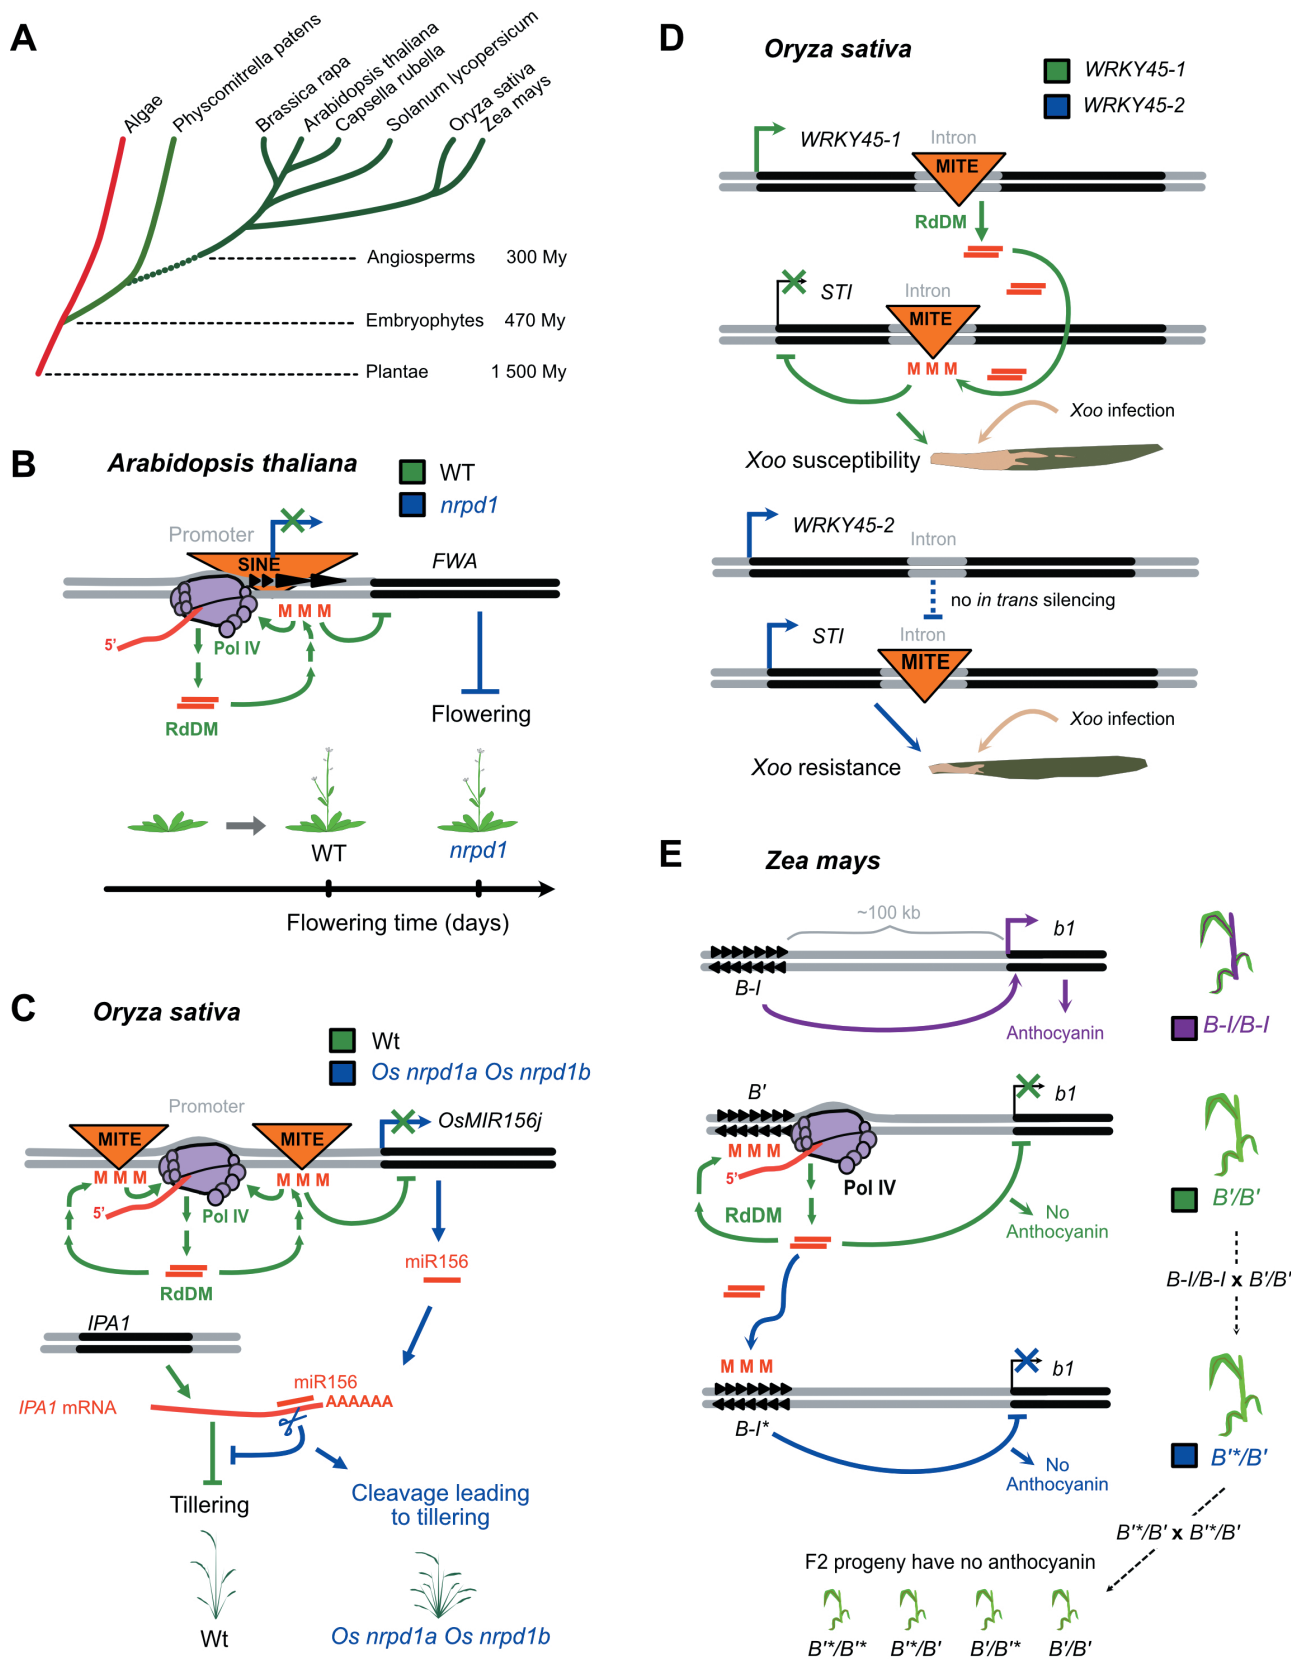 A
Algae
Physcomitrella patens
Brassica rapa
Arabidopsis thaliana
Capsella rubella
Solanum lycopersicum
Oryza sativa
Zea mays
Angiosperms 300 My
Embryophytes 470 My
Plantae 1 500 My
B
Arabidopsis thaliana
WT
nrpd1
Promoter
SINE
FWA
M M M
5’
Pol IV
RdDM
Flowering
WT
nrpd1
Flowering time (days)
C
Oryza sativa
Wt
Os nrpd1a Os nrpd1b
Promoter
MITE
MITE
OsMIR156j
M M M
M M M
5’
Pol IV
RdDM
miR156
IPA1
miR156
IPA1 mRNA
AAAAAA
Tillering
Cleavage leading
to tillering
Wt
Os nrpd1a Os nrpd1b
D
Oryza sativa
WRKY45-1
WRKY45-2
WRKY45-1
Intron
MITE
RdDM
STI
Intron
MITE
M M M
Xoo infection
Xoo susceptibility
WRKY45-2
Intron
no in trans silencing
STI
Intron
MITE
Xoo infection
Xoo resistance
E
Zea mays
~100 kb
b1
B-I
Anthocyanin
B-I/B-I
B'
b1
M M M
5’
Pol IV
RdDM
No
Anthocyanin
B'/B'
B-I/B-I x B'/B'
M M M
b1
B-I*
No
Anthocyanin
B'*/B'
B'*/B' x B'*/B'
F2 progeny have no anthocyanin
B'*/B'* B'*/B' B'/B'* B'/B'